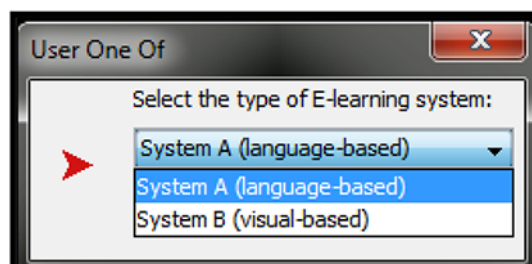 User One Of
Select the type of E-learning system:
System A (language-based)
System A (language-based)
System B (visual-based)